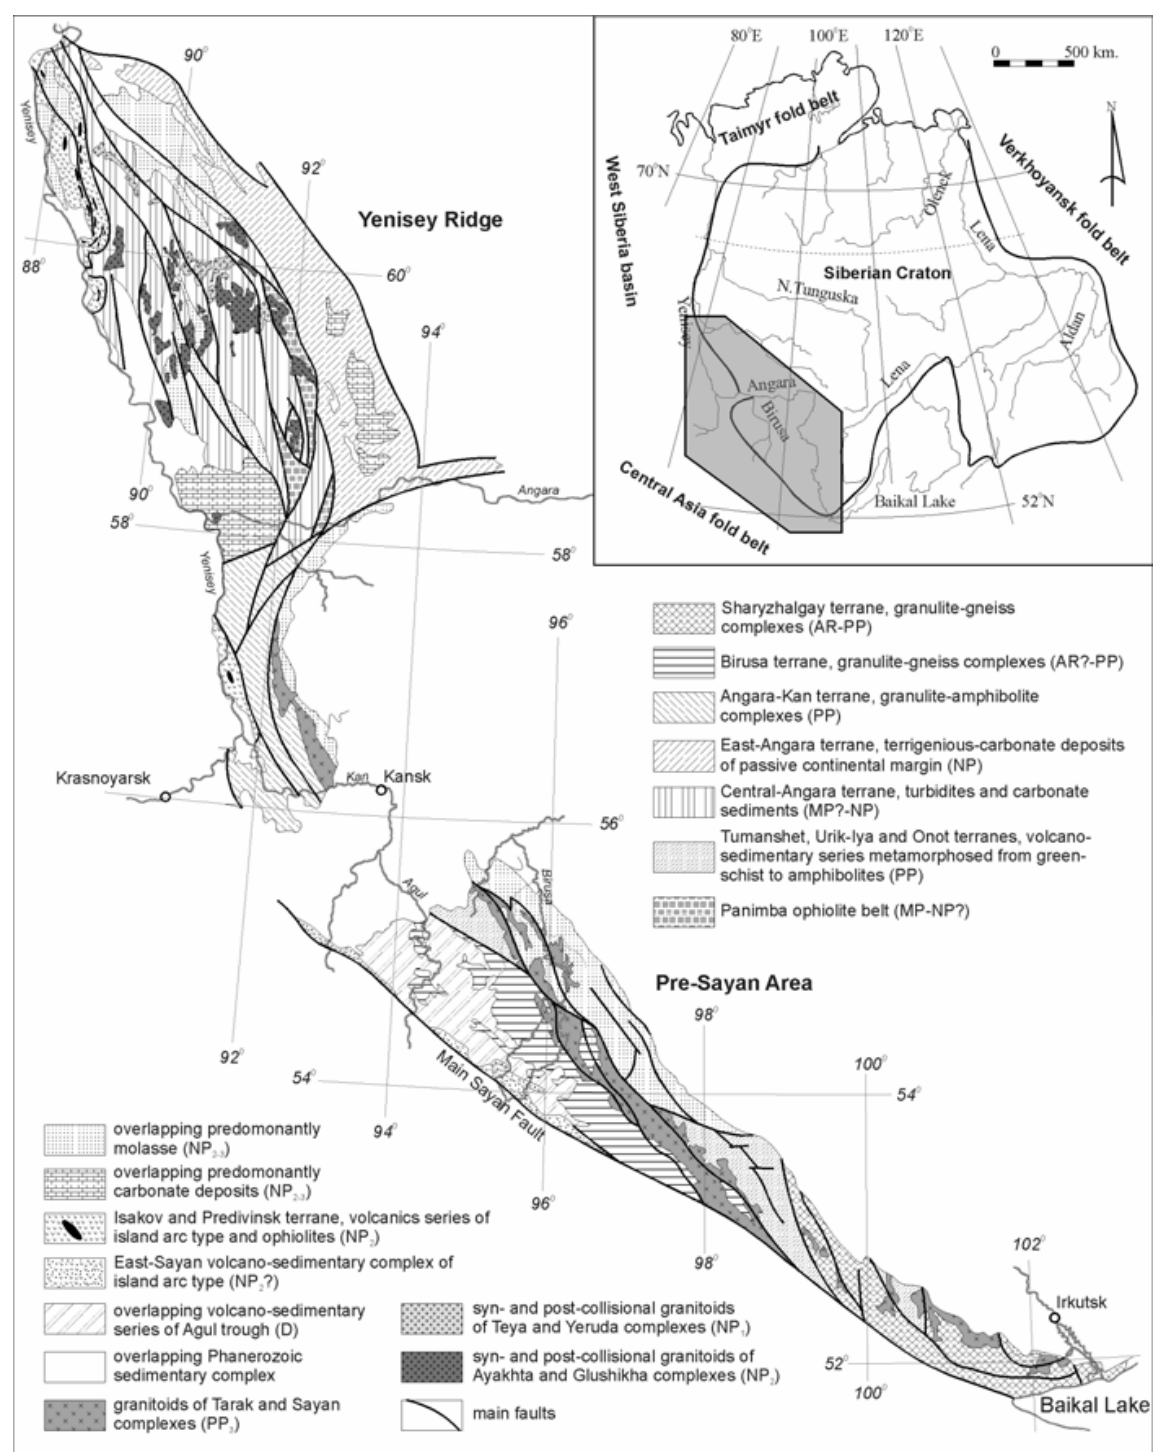 90°
92°
Yenisey
Yenisey Ridge
88°
60°
94°
90°
58°
Angara
58°
Yenisey
96°
Krasnoyarsk
Kan
Kansk
56°
Agul
Birusa
Pre-Sayan Area
98°
92°
54°
Main Sayan Fault
94°
96°
100°
54°
98°
102°
Irkutsk
52°
100°
Baikal Lake
80°E
100°E
120°E
0 500 km.
N
Taimyr fold belt
70°N
West Siberia basin
Verkhoyansk fold belt
Olenek
Lena
Siberian Craton
N.Tunguska
Yenisey
Aldan
Lena
Angara
Birusa
Central Asia fold belt
Baikal Lake
52°N
Sharyzhalgay terrane, granulite-gneiss
complexes (AR-PP)
Birusa terrane, granulite-gneiss complexes (AR?-PP)
Angara-Kan terrane, granulite-amphibolite
complexes (PP)
East-Angara terrane, terrigenious-carbonate deposits
of passive continental margin (NP)
Central-Angara terrane, turbidites and carbonate
sediments (MP?-NP)
Tumanshet, Urik-Iya and Onot terranes, volcano-
sedimentary series metamorphosed from green-
schist to amphibolites (PP)
Panimba ophiolite belt (MP-NP?)
overlapping predomonantly
molasse (NP₂₋₃)
overlapping predomonantly
carbonate deposits (NP₂₋₃)
Isakov and Predivinsk terrane, volcanics series of
island arc type and ophiolites (NP₂)
East-Sayan volcano-sedimentary complex of
island arc type (NP₂?)
overlapping volcano-sedimentary
series of Agul trough (D)
overlapping Phanerozoic
sedimentary complex
granitoids of Tarak and Sayan
complexes (PP₃)
syn- and post-collisional granitoids
of Teya and Yeruda complexes (NP₁)
syn- and post-collisional granitoids of
Ayakhta and Glushikha complexes (NP₂)
main faults